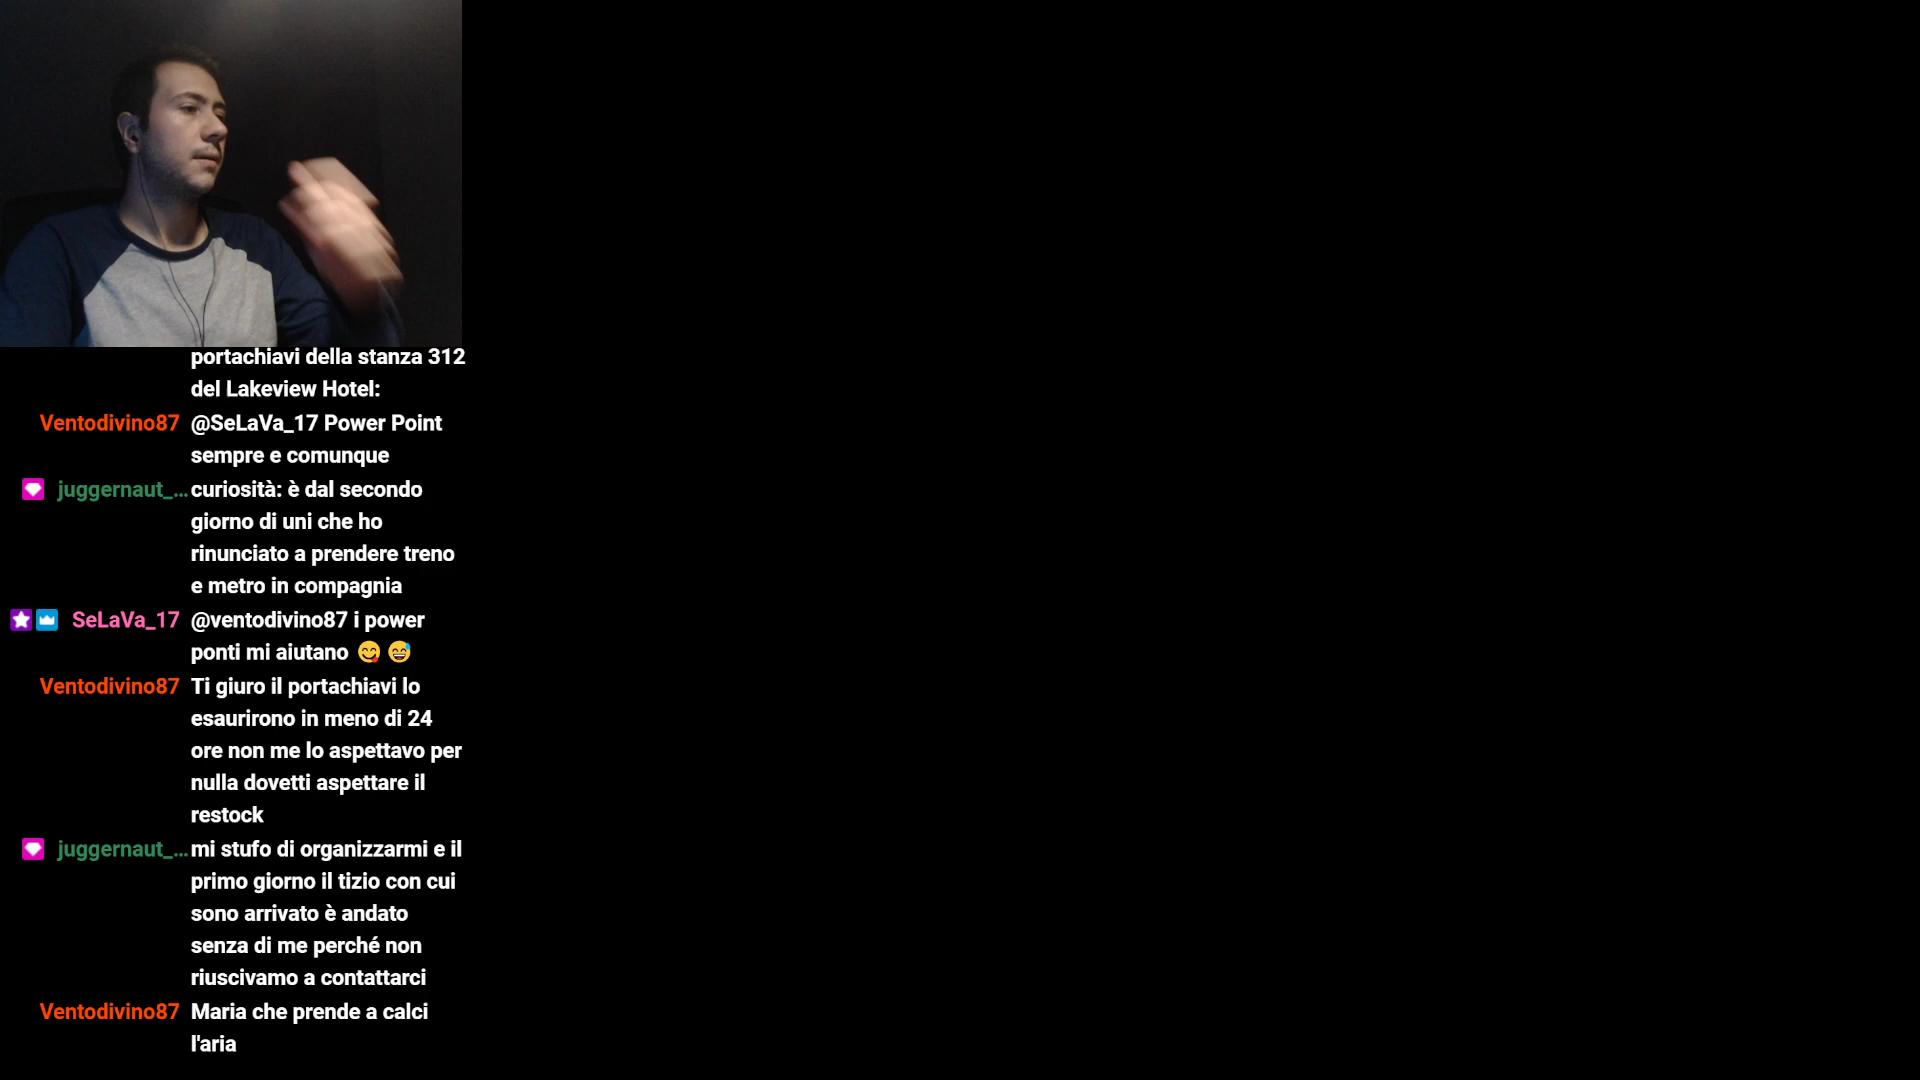 portachiavi della stanza 312
del Lakeview Hotel:
Ventodivino87 @SeLaVa_17 Power Point
sempre e comunque
juggernaut_... curiosità: è dal secondo
giorno di uni che ho
rinunciato a prendere treno
e metro in compagnia
SeLaVa_17 @ventodivino87 i power
ponti mi aiutano 😋 😅
Ventodivino87 Ti giuro il portachiavi lo
esaurirono in meno di 24
ore non me lo aspettavo per
nulla dovetti aspettare il
restock
juggernaut_... mi stufo di organizzarmi e il
primo giorno il tizio con cui
sono arrivato è andato
senza di me perché non
riuscivamo a contattarci
Ventodivino87 Maria che prende a calci
l'aria